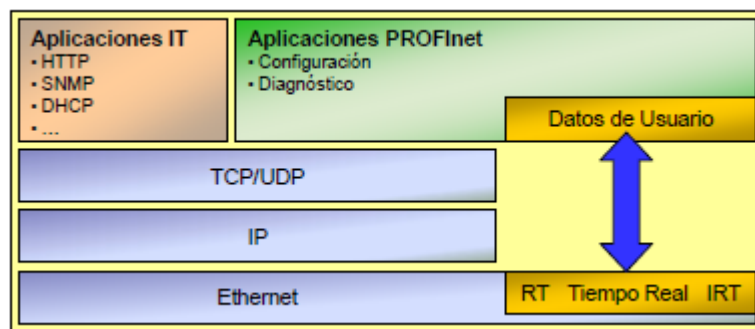 Aplicaciones IT
• HTTP
• SNMP
• DHCP
• ...
Aplicaciones PROFInet
• Configuración
• Diagnóstico
Datos de Usuario
TCP/UDP
IP
Ethernet
RT Tiempo Real IRT